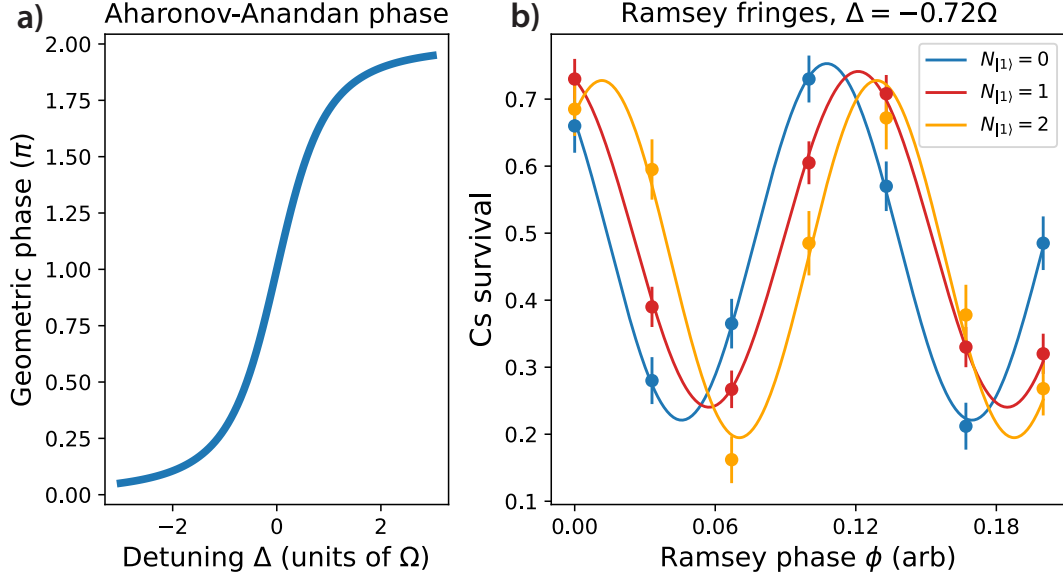 a)
Aharonov-Anandan phase
2.00
1.75
1.50
1.25
1.00
0.75
0.50
0.25
0.00
Geometric phase (π)
−2
0
2
Detuning Δ (units of Ω)
b)
Ramsey fringes, Δ = −0.72Ω
N|1⟩ = 0
N|1⟩ = 1
N|1⟩ = 2
0.7
0.6
0.5
0.4
0.3
0.2
0.1
Cs survival
0.00
0.06
0.12
0.18
Ramsey phase ϕ (arb)